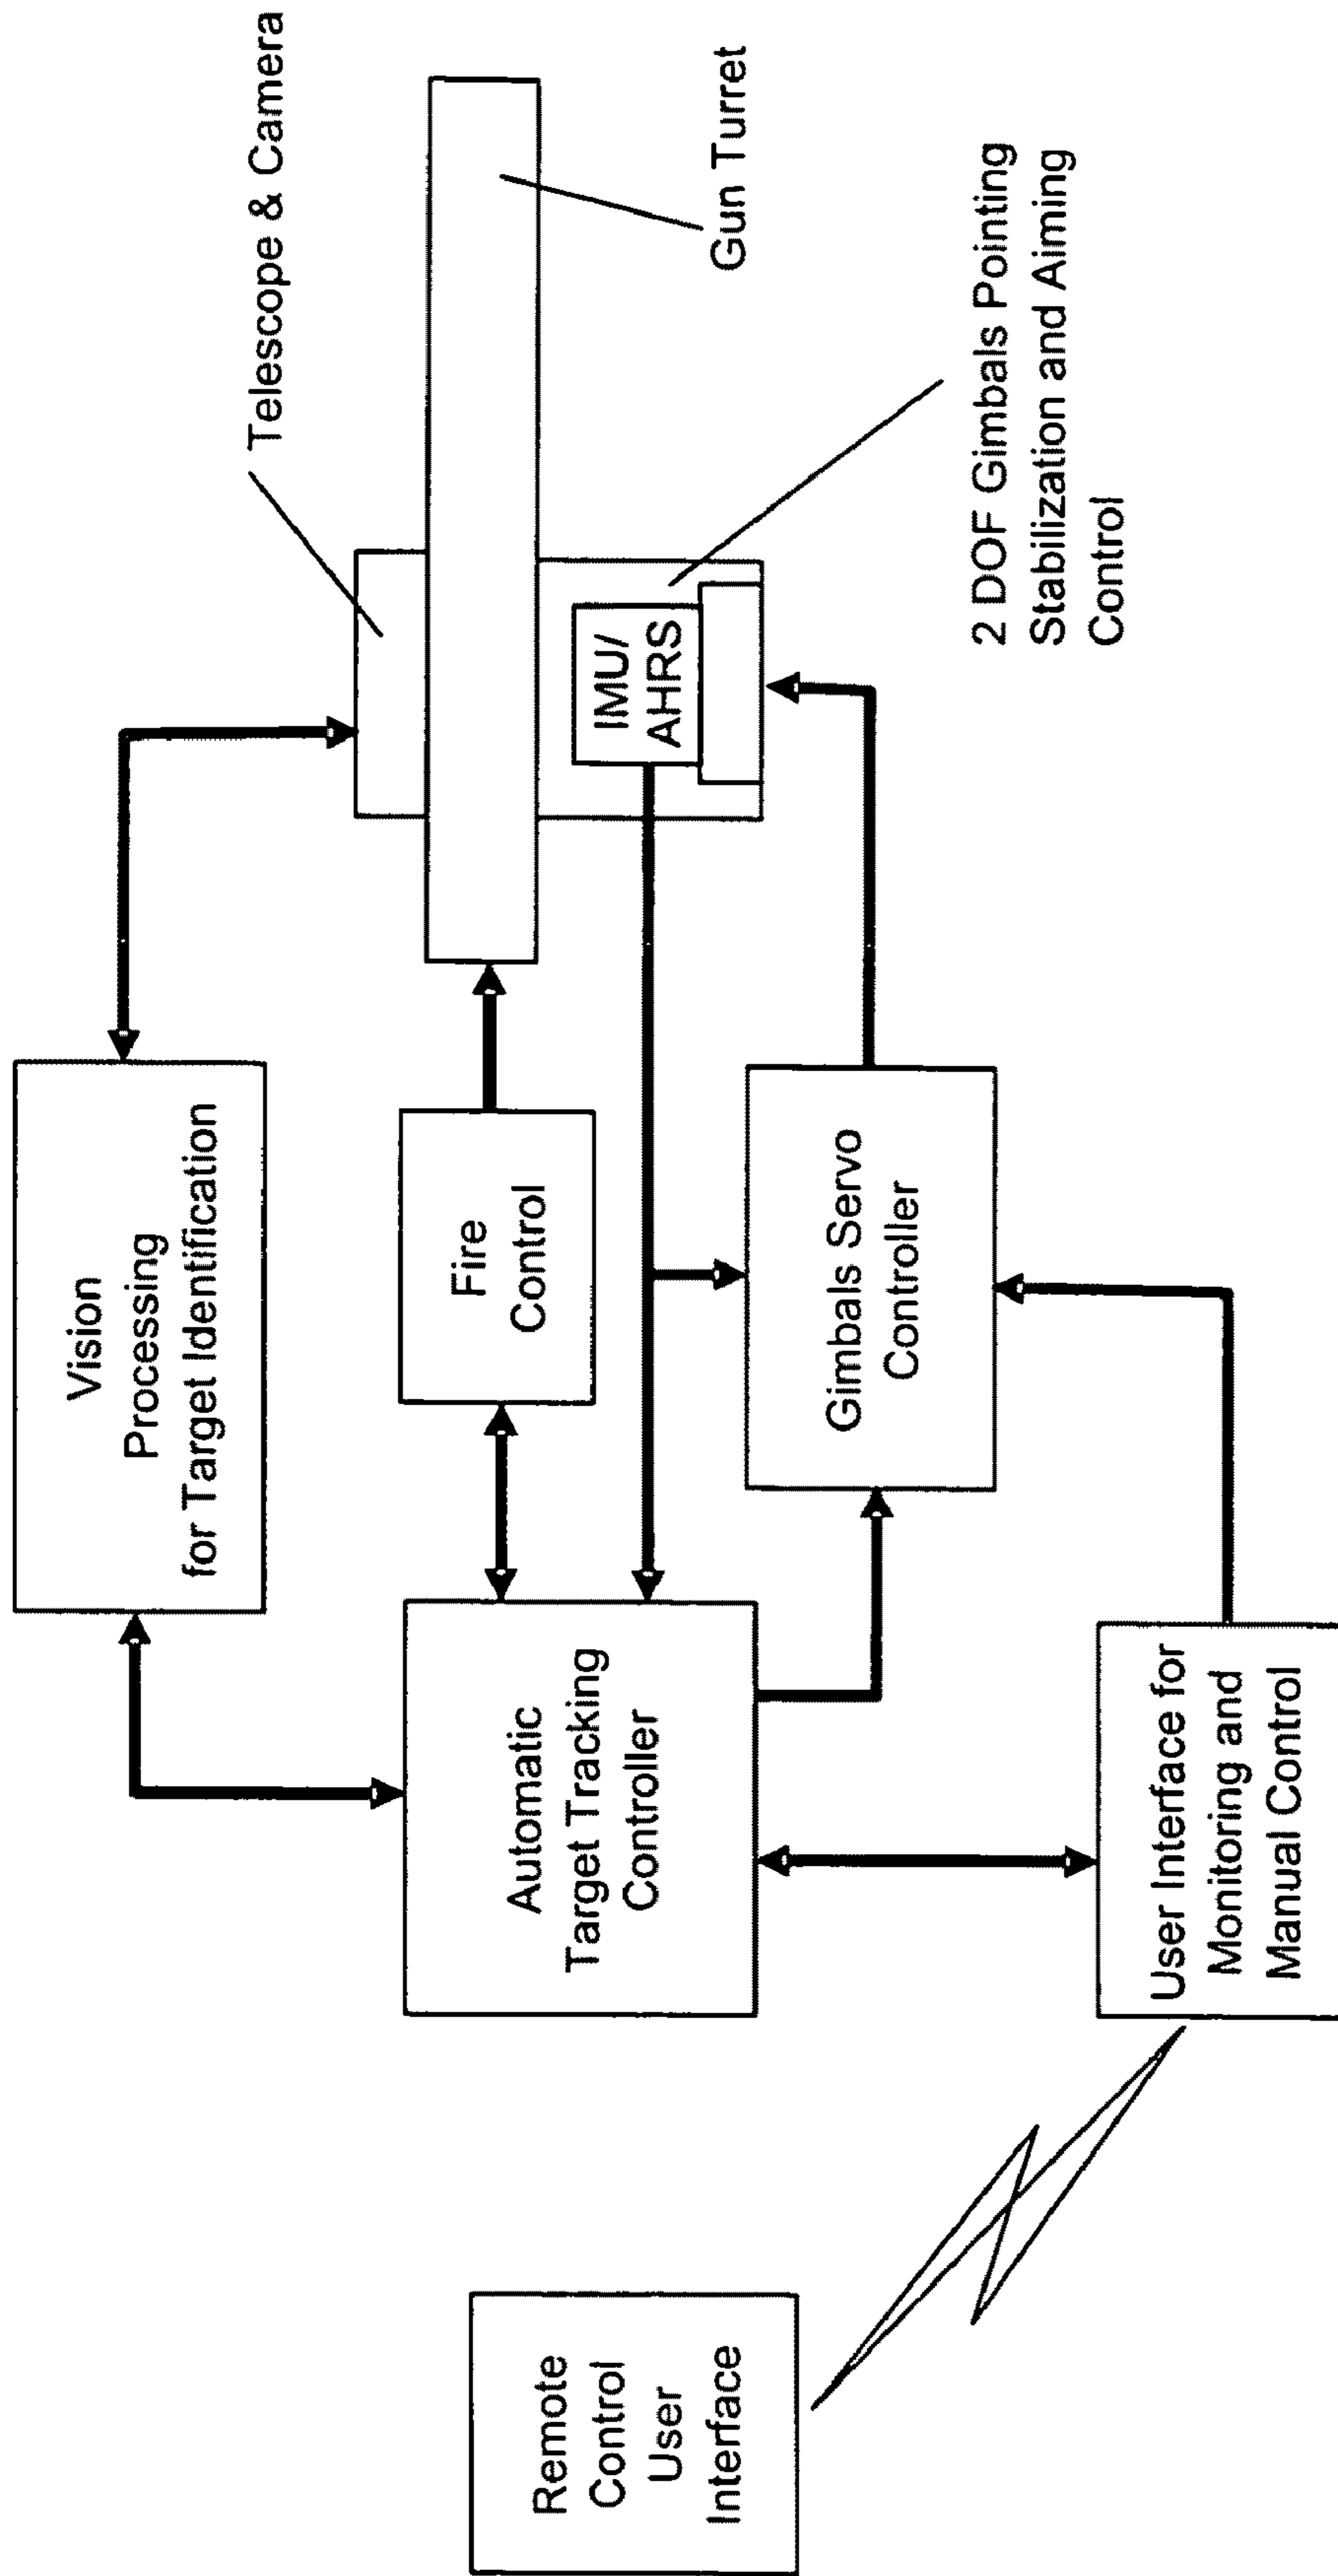 Vision
Processing
for Target Identification
Telescope & Camera
Fire
Control
Gun Turret
IMU/
AHRS
2 DOF Gimbals Pointing
Stabilization and Aiming
Control
Automatic
Target Tracking
Controller
Gimbals Servo
Controller
Remote
Control
User
Interface
User Interface for
Monitoring and
Manual Control